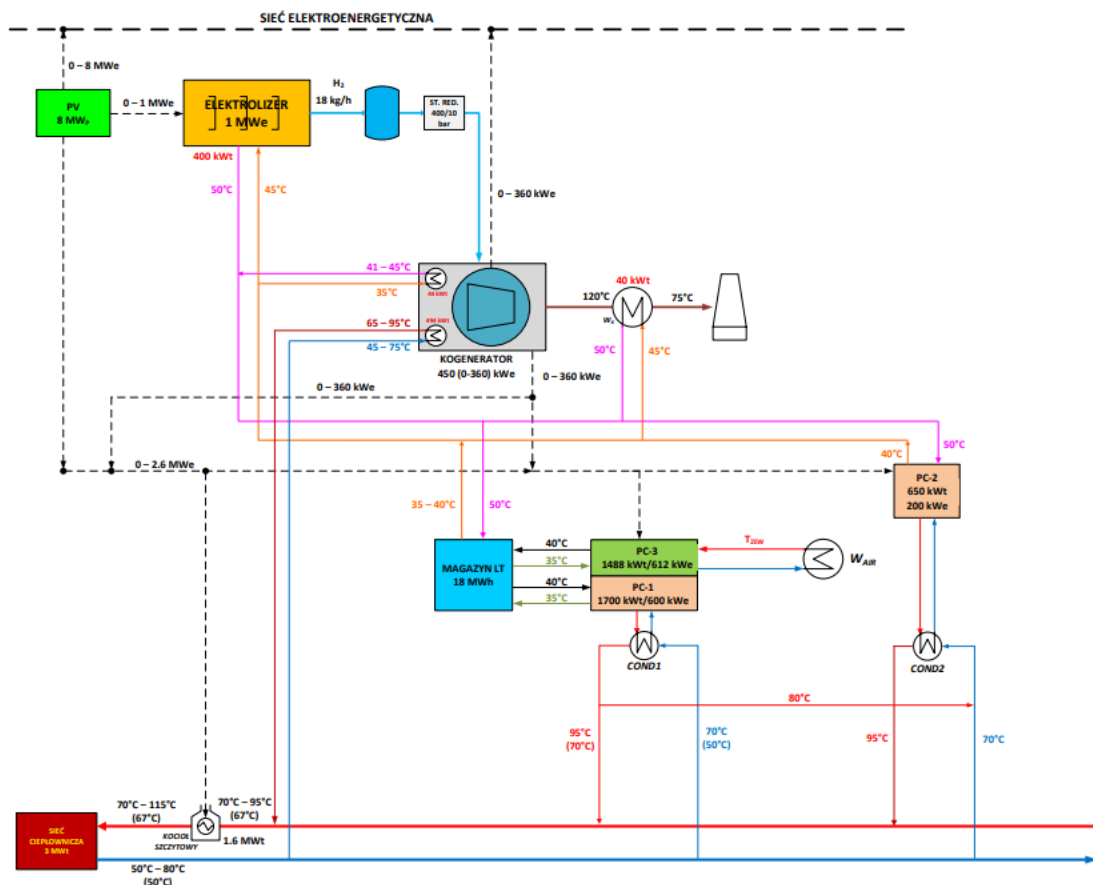 SIEĆ ELEKTROENERGETYCZNA
0 – 8 MWe
PV
8 MWₚ
0 – 1 MWe
ELEKTROLIZER
1 MWe
H₂
18 kg/h
ST. RED.
400/10
bar
400 kWt
50°C
45°C
0 – 360 kWe
41 – 45°C
35°C
65 – 95°C
45 – 75°C
KOGENERATOR
450 (0-360) kWe
120°C
40 kWt
75°C
50°C
45°C
0 – 360 kWe
0 – 360 kWe
0 – 2.6 MWe
40°C
50°C
PC-2
650 kWt
200 kWe
35 – 40°C
50°C
MAGAZYN LT
18 MWh
40°C
35°C
40°C
35°C
PC-3
1488 kWt/612 kWe
PC-1
1700 kWt/600 kWe
T_ZEW
W_AIR
COND1
COND2
80°C
95°C
(70°C)
70°C
(50°C)
95°C
70°C
70°C – 115°C
(67°C)
70°C – 95°C
(67°C)
KOCIOŁ
SZCZYTOWY
1.6 MWt
SIEĆ
CIEPŁOWNICZA
3 MWt
50°C – 80°C
(50°C)